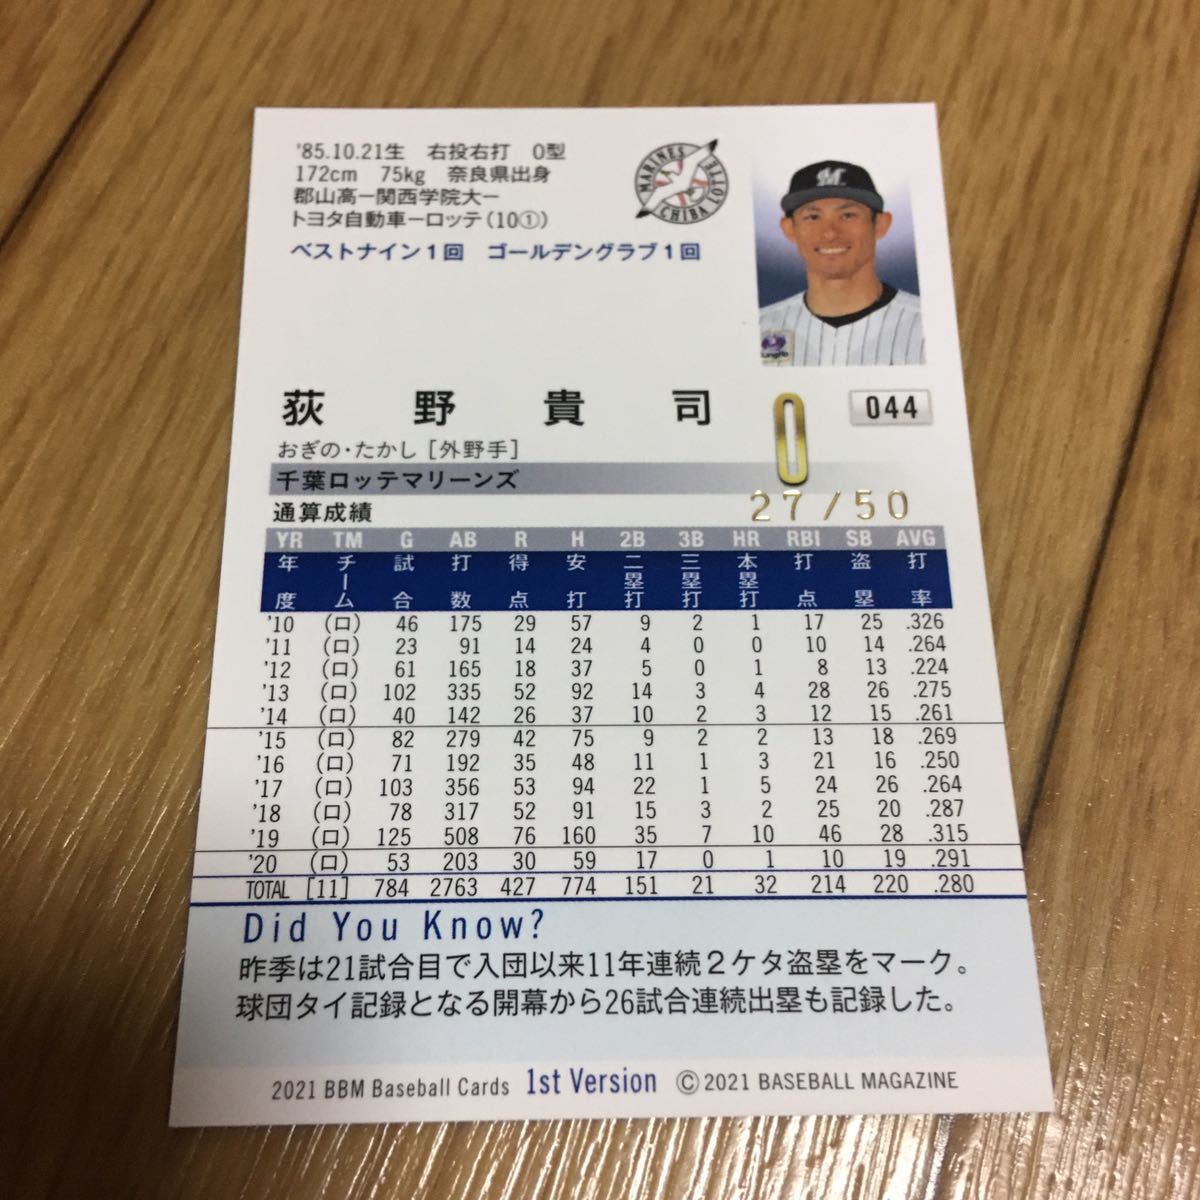 '85.10.21生 右投右打 O型
172cm 75kg 奈良県出身
郡山高ー関西学院大ー
トヨタ自動車ーロッテ(10①)
ベストナイン1回 ゴールデングラブ1回
MARINES
CHIBA LOTTE
M
荻野貴司
0
044
おぎの・たかし[外野手]
千葉ロッテマリーンズ
27/50
通算成績
YR TM G AB R H 2B 3B HR RBI SB AVG
年度 チーム 試合 打数 得点 安打 二塁打 三塁打 本塁打 打点 盗塁 打率
'10 (ロ) 46 175 29 57 9 2 1 17 25 .326
'11 (ロ) 23 91 14 24 4 0 0 10 14 .264
'12 (ロ) 61 165 18 37 5 0 1 8 13 .224
'13 (ロ) 102 335 52 92 14 3 4 28 26 .275
'14 (ロ) 40 142 26 37 10 2 3 12 15 .261
'15 (ロ) 82 279 42 75 9 2 2 13 18 .269
'16 (ロ) 71 192 35 48 11 1 3 21 16 .250
'17 (ロ) 103 356 53 94 22 1 5 24 26 .264
'18 (ロ) 78 317 52 91 15 3 2 25 20 .287
'19 (ロ) 125 508 76 160 35 7 10 46 28 .315
'20 (ロ) 53 203 30 59 17 0 1 10 19 .291
TOTAL [11] 784 2763 427 774 151 21 32 214 220 .280
Did You Know?
昨季は21試合目で入団以来11年連続2ケタ盗塁をマーク。
球団タイ記録となる開幕から26試合連続出塁も記録した。
2021 BBM Baseball Cards 1st Version Ⓒ2021 BASEBALL MAGAZINE